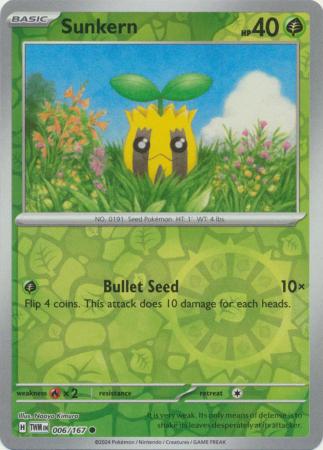 BASIC
Sunkern
HP 40
NO. 0191. Seed Pokémon. HT: 1' WT: 4 lbs.
Bullet Seed 10×
Flip 4 coins. This attack does 10 damage for each heads.
weakness ×2 resistance retreat
Illus. Naoyo Kimura
H TWM EN 006/167
It is very weak. Its only means of defense is to
shake its leaves desperately at its attacker.
©2024 Pokémon / Nintendo / Creatures / GAME FREAK